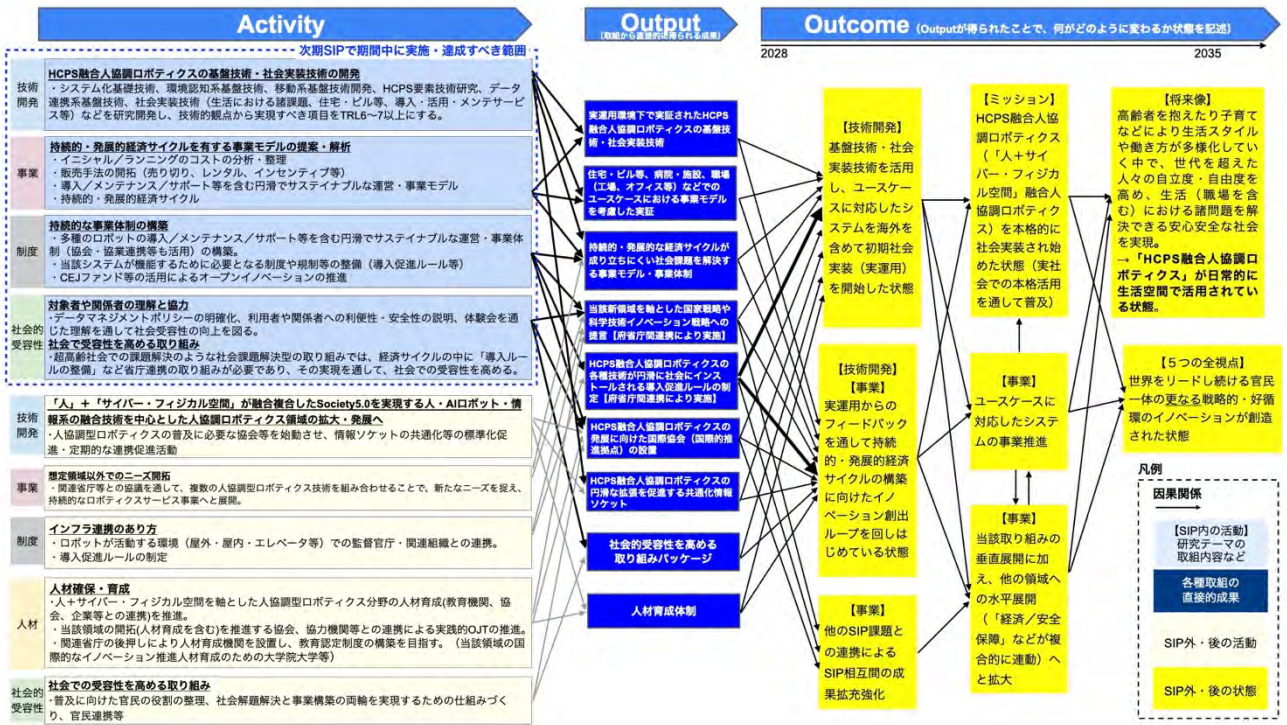 Activity
Output
(取組から直接的に得られる成果)
Outcome (Outputが得られたことで、何がどのように変わるか状態を記述)
2028
2035
次期SIPで期間中に実施・達成すべき範囲
技術
開発
HCPS融合人協調ロボティクスの基盤技術・社会実装技術の開発
・システム化基礎技術、環境認知系基盤技術、移動系基盤技術開発、HCPS要素技術研究、データ
連携系基盤技術、社会実装技術（生活における諸課題、住宅・ビル等、導入・活用・メンテサービ
ス等）などを研究開発し、技術的観点から実現すべき項目をTRL6～7以上にする。
事業
持続的・発展的経済サイクルを有する事業モデルの提案・解析
・イニシャル／ランニングのコストの分析・整理
・販売手法の開拓（売り切り、レンタル、インセンティブ等）
・導入／メンテナンス／サポート等を含む円滑でサステイナブルな運営・事業モデル
・持続的・発展的経済サイクル
制度
持続的な事業体制の構築
・多種のロボットの導入／メンテナンス／サポート等を含む円滑でサステイナブルな運営・事業体
制（協会・協業連携等も活用）の構築。
・当該システムが機能するために必要となる制度や規制等の整備（導入促進ルール等）
・CEJファンド等の活用によるオープンイノベーションの推進
社会的
受容性
対象者や関係者の理解と協力
・データマネジメントポリシーの明確化、利用者や関係者への利便性・安全性の説明、体験会を通
じた理解を通して社会受容性の向上を図る。
社会で受容性を高める取り組み
・超高齢社会での課題解決のような社会課題解決型の取り組みでは、経済サイクルの中に「導入ルー
ルの整備」など省庁連携の取り組みが必要であり、その実現を通して、社会での受容性を高める。
技術
開発
「人」＋「サイバー・フィジカル空間」が融合複合したSociety5.0を実現する人・AIロボット・情
報系の融合技術を中心とした人協調ロボティクス領域の拡大・発展へ
・人協調型ロボティクスの普及に必要な協会等を始動させ、情報ソケットの共通化等の標準化促
進・定期的な連携促進活動
事業
想定領域以外でのニーズ開拓
・関連省庁等との協議を通して、複数の人協調型ロボティクス技術を組み合わせることで、新たなニーズを捉え、
持続的なロボティクスサービス事業へと展開。
制度
インフラ連携のあり方
・ロボットが活動する環境（屋外・屋内・エレベータ等）での監督官庁・関連組織との連携。
・導入促進ルールの制定
人材
人材確保・育成
・人＋サイバー・フィジカル空間を軸とした人協調型ロボティクス分野の人材育成(教育機関、協
会、企業等との連携)を推進。
・当該領域の開拓(人材育成を含む)を推進する協会、協力機関等との連携による実践的OJTの推進。
・関連省庁の後押しにより人材育成機関を設置し、教育認定制度の構築を目指す。（当該領域の国
際的なイノベーション推進人材育成のための大学院大学等）
社会的
受容性
社会での受容性を高める取り組み
・普及に向けた官民の役割の整理、社会解題解決と事業構築の両輪を実現するための仕組みづく
り、官民連携等
実運用環境下で実証されたHCPS
融合人協調ロボティクスの基盤技
術・社会実装技術
住宅・ビル等、病院・施設、職場
（工場、オフィス等）などでの
ユースケースにおける事業モデル
を考慮した実証
持続的・発展的な経済サイクルが
成り立ちにくい社会課題を解決す
る事業モデル・事業体制
当該新領域を軸とした国家戦略や
科学技術イノベーション戦略への
提言【府省庁間連携により実施】
HCPS融合人協調ロボティクスの
各種技術が円滑に社会にインス
トールされる導入促進ルールの制
定【府省庁間連携により実施】
HCPS融合人協調ロボティクスの
発展に向けた国際協会（国際的推
進拠点）の設置
HCPS融合人協調ロボティクスの
円滑な拡張を促進する共通化情報
ソケット
社会的受容性を高める
取り組みパッケージ
人材育成体制
【技術開発】
基盤技術・社会
実装技術を活用
し、ユースケー
スに対応したシ
ステムを海外を
含めて初期社会
実装（実運用）
を開始した状態
【技術開発】
【事業】
実運用からの
フィードバック
を通して持続
的・発展的経済
サイクルの構築
に向けたイノ
ベーション創出
ループを回しは
じめている状態
【事業】
他のSIP課題と
の連携による
SIP相互間の成
果拡充強化
【ミッション】
HCPS融合人協
調ロボティクス
（「人＋サイ
バー・フィジカ
ル空間」融合人
協調ロボティク
ス）を本格的に
社会実装され始
めた状態（実社
会での本格活用
を通して普及）
【事業】
ユースケースに
対応したシステ
ムの事業推進
【事業】
当該取り組みの
垂直展開に加
え、他の領域へ
の水平展開
（「経済／安全
保障」などが複
合的に連動）へ
と拡大
【将来像】
高齢者を抱えたり子育て
などにより生活スタイル
や働き方が多様化してい
く中で、世代を超えた
人々の自立度・自由度を
高め、生活（職場を含
む）における諸問題を解
決できる安心安全な社会
を実現。
→「HCPS融合人協調ロ
ボティクス」が日常的に
生活空間で活用されてい
る状態。
【５つの全視点】
世界をリードし続ける官民
一体の更なる戦略的・好循
環のイノベーションが創造
された状態
凡例
因果関係
【SIP内の活動】
研究テーマの
取組内容など
各種取組の
直接的成果
SIP外・後の活動
SIP外・後の状態